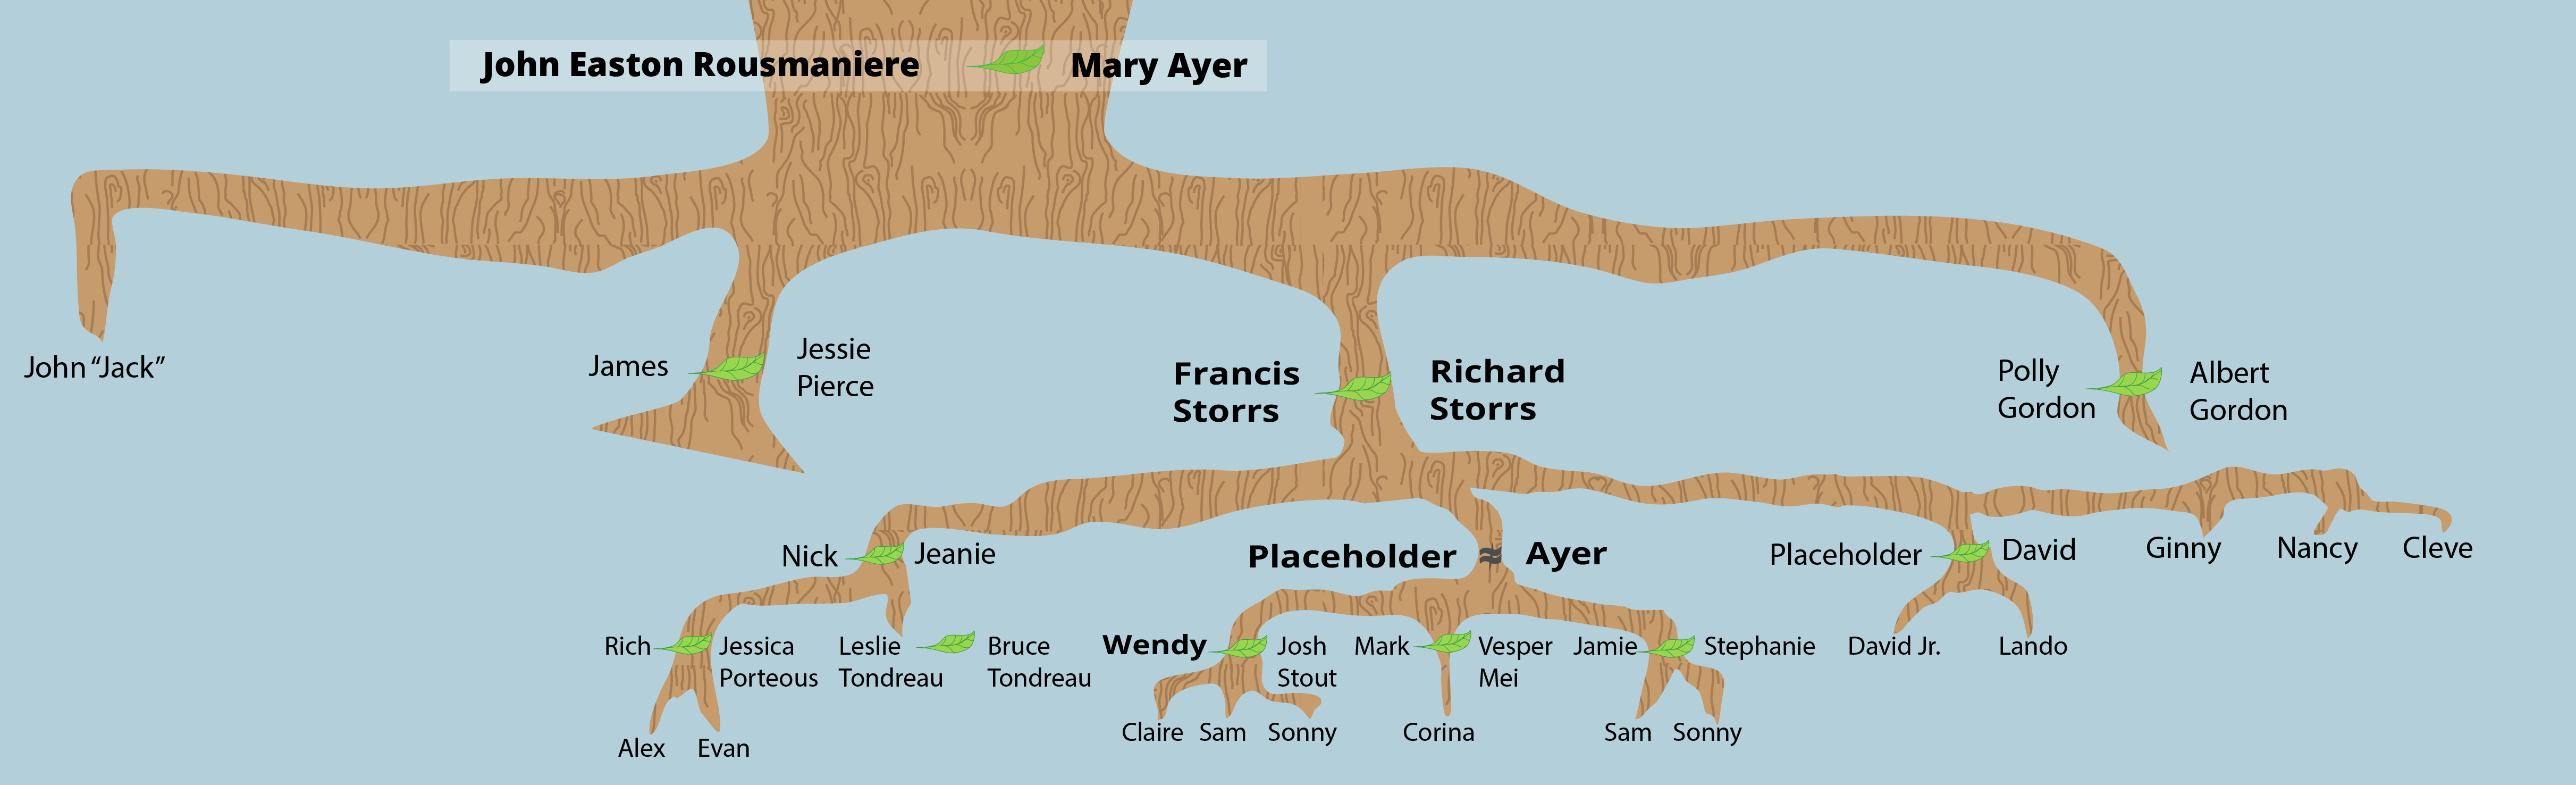 John Easton Rousmaniere
Mary Ayer
John “Jack”
James
Jessie
Pierce
Francis
Storrs
Richard
Storrs
Polly
Gordon
Albert
Gordon
Nick
Jeanie
Placeholder
Ayer
Placeholder
David
Ginny
Nancy
Cleve
Rich
Jessica
Porteous
Leslie
Tondreau
Bruce
Tondreau
Wendy
Josh
Stout
Mark
Vesper
Mei
Jamie
Stephanie
David Jr.
Lando
Alex
Evan
Claire
Sam
Sonny
Corina
Sam
Sonny